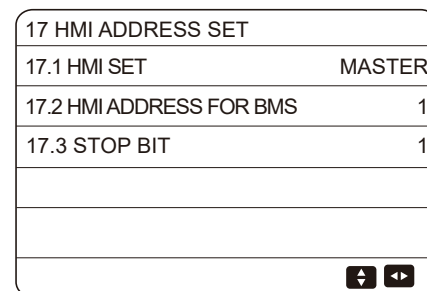 17 HMI ADDRESS SET
17.1 HMI SET MASTER
17.2 HMI ADDRESS FOR BMS 1
17.3 STOP BIT 1